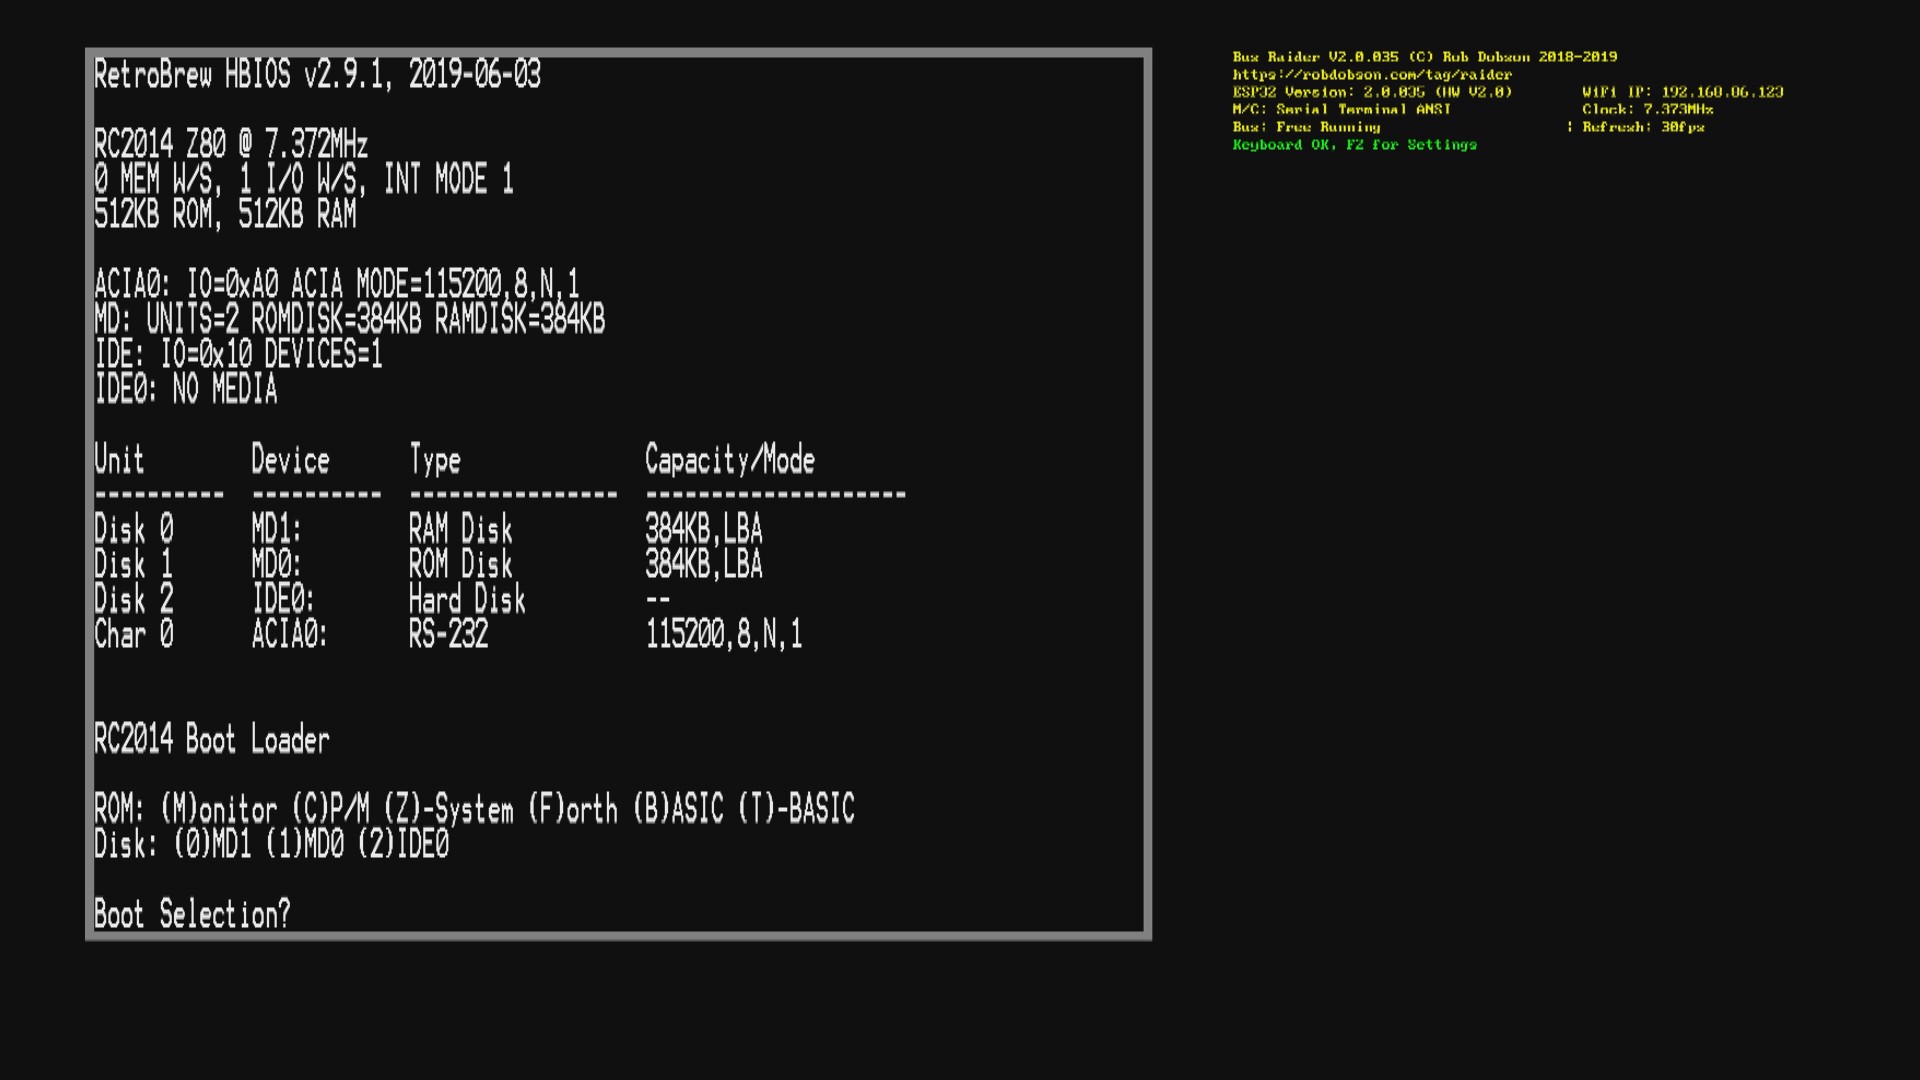 RetroBrew HBIOS v2.9.1, 2019-06-03
RC2014 Z80 @ 7.372MHz
0 MEM W/S, 1 I/O W/S, INT MODE 1
512KB ROM, 512KB RAM
ACIA0: IO=0xA0 ACIA MODE=115200,8,N,1
MD: UNITS=2 ROMDISK=384KB RAMDISK=384KB
IDE: IO=0x10 DEVICES=1
IDE0: NO MEDIA
Unit Device Type Capacity/Mode
---------- ---------- ---------------- --------------------
Disk 0 MD1: RAM Disk 384KB,LBA
Disk 1 MD0: ROM Disk 384KB,LBA
Disk 2 IDE0: Hard Disk --
Char 0 ACIA0: RS-232 115200,8,N,1
RC2014 Boot Loader
ROM: (M)onitor (C)P/M (Z)-System (F)orth (B)ASIC (T)-BASIC
Disk: (0)MD1 (1)MD0 (2)IDE0
Boot Selection?
Bus Raider V2.0.035 (C) Rob Dobson 2018-2019
https://robdobson.com/tag/raider
ESP32 Version: 2.0.035 (HW V2.0) WiFi IP:
M/C: Serial Terminal ANSI Clock: 7.373MHz
Bus: Free Running : Refresh: 30fps
Keyboard OK, F2 for Settings